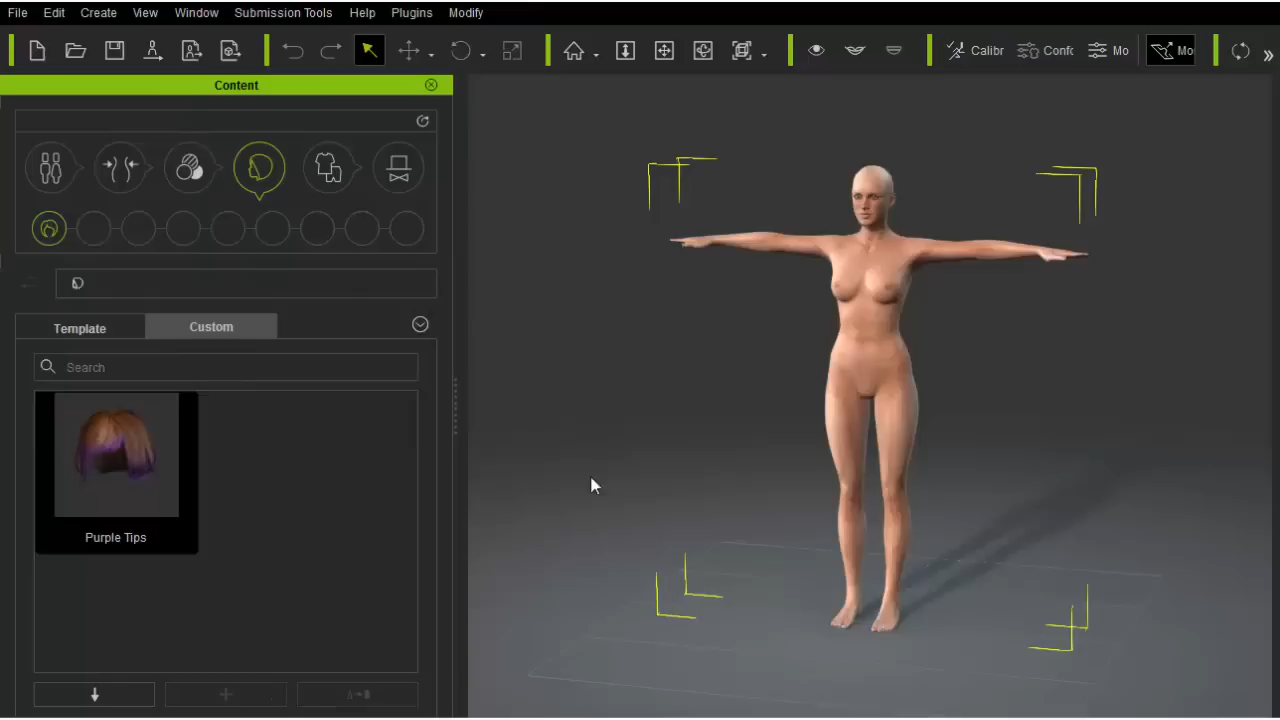 File Edit Create View Window Submission Tools Help Plugins Modify
Calibr Confc Mo Mo
Content
Template Custom
Search
Purple Tips